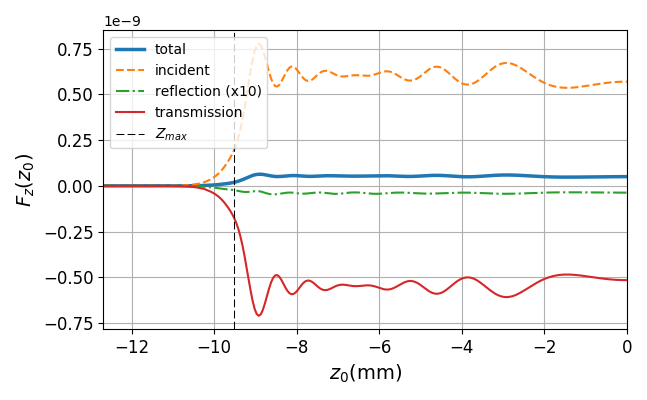 1e−9
0.75
0.50
0.25
0.00
−0.25
−0.50
−0.75
F_z(z_0)
total
incident
reflection (x10)
transmission
Z_max
−12
−10
−8
−6
−4
−2
0
z_0(mm)